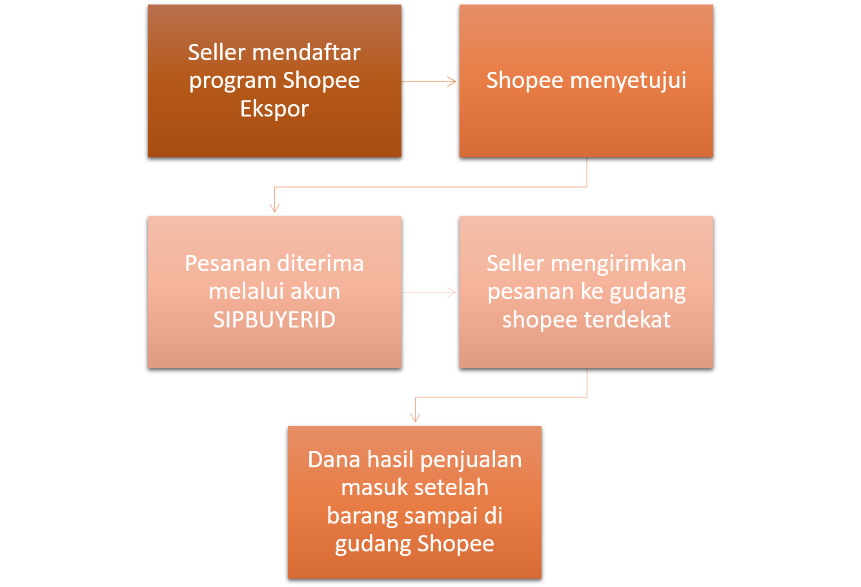 Seller mendaftar
program Shopee
Ekspor
Shopee menyetujui
Pesanan diterima
melalui akun
SIPBUYERID
Seller mengirimkan
pesanan ke gudang
shopee terdekat
Dana hasil penjualan
masuk setelah
barang sampai di
gudang Shopee